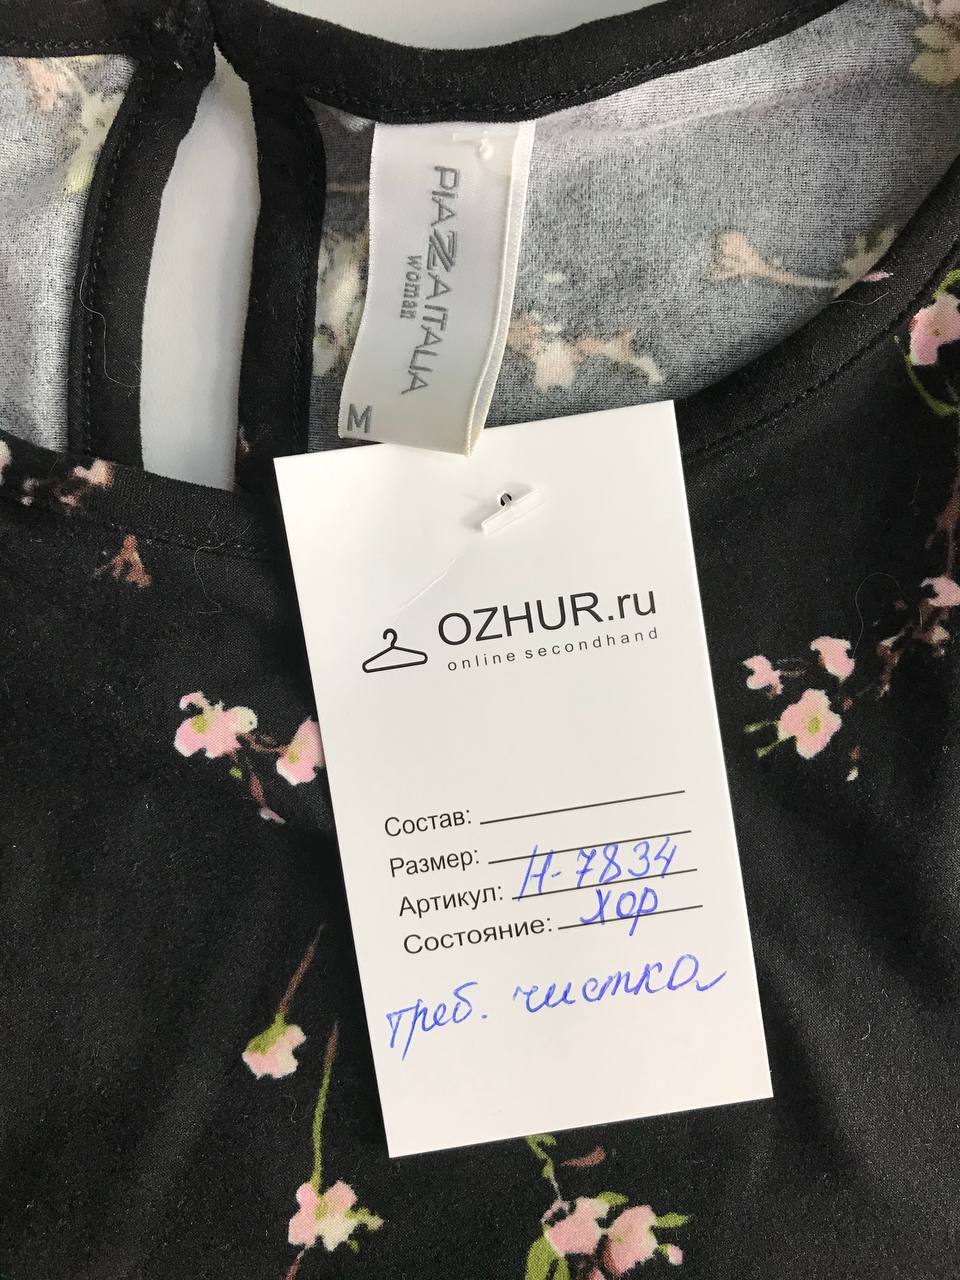 PIAZZAITALIA
woman
M
OZHUR.ru
online secondhand
Состав:
Размер:
Артикул: Н-7834
Состояние: хор
треб. чистка